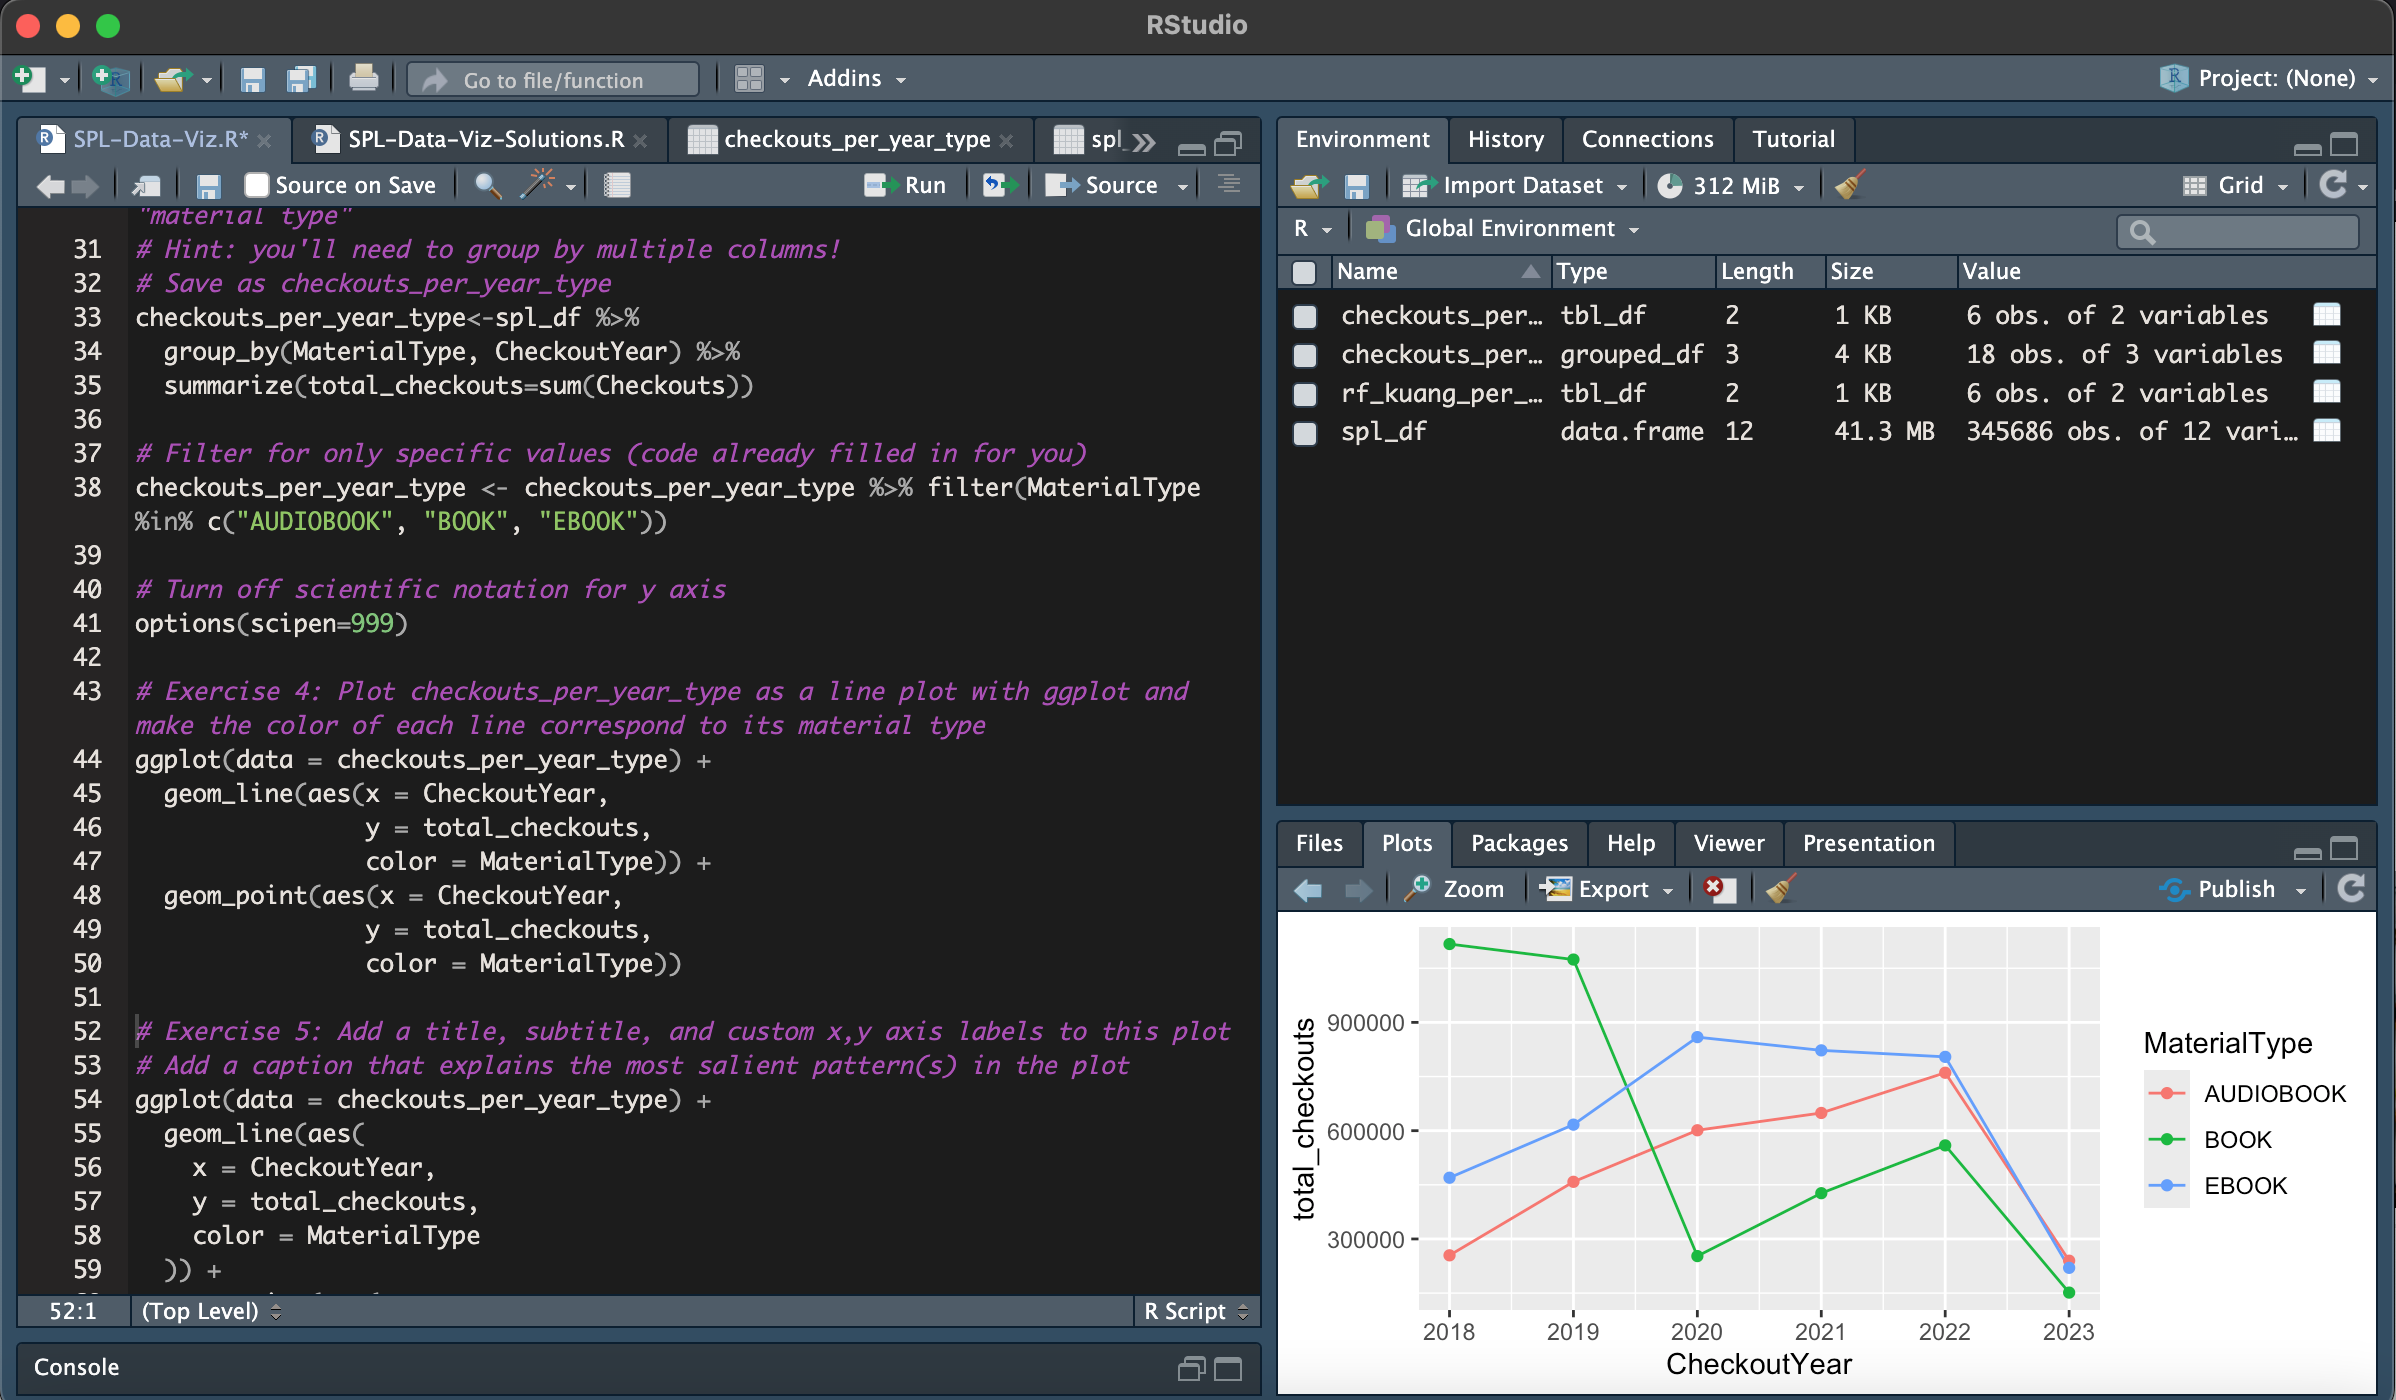 RStudio
Go to file/function
Addins
Project: (None)
SPL-Data-Viz.R*
SPL-Data-Viz-Solutions.R
checkouts_per_year_type
spl_
Source on Save
Run
Source
"material type"
31 # Hint: you'll need to group by multiple columns!
32 # Save as checkouts_per_year_type
33 checkouts_per_year_type<-spl_df %>%
34 group_by(MaterialType, CheckoutYear) %>%
35 summarize(total_checkouts=sum(Checkouts))
36
37 # Filter for only specific values (code already filled in for you)
38 checkouts_per_year_type <- checkouts_per_year_type %>% filter(MaterialType
%in% c("AUDIOBOOK", "BOOK", "EBOOK"))
39
40 # Turn off scientific notation for y axis
41 options(scipen=999)
42
43 # Exercise 4: Plot checkouts_per_year_type as a line plot with ggplot and
make the color of each line correspond to its material type
44 ggplot(data = checkouts_per_year_type) +
45 geom_line(aes(x = CheckoutYear,
46 y = total_checkouts,
47 color = MaterialType)) +
48 geom_point(aes(x = CheckoutYear,
49 y = total_checkouts,
50 color = MaterialType))
51
52 # Exercise 5: Add a title, subtitle, and custom x,y axis labels to this plot
53 # Add a caption that explains the most salient pattern(s) in the plot
54 ggplot(data = checkouts_per_year_type) +
55 geom_line(aes(
56 x = CheckoutYear,
57 y = total_checkouts,
58 color = MaterialType
59 )) +
52:1 (Top Level) R Script
Console
Environment History Connections Tutorial
Import Dataset 312 MiB Grid
R Global Environment
Name Type Length Size Value
checkouts_per… tbl_df 2 1 KB 6 obs. of 2 variables
checkouts_per… grouped_df 3 4 KB 18 obs. of 3 variables
rf_kuang_per_… tbl_df 2 1 KB 6 obs. of 2 variables
spl_df data.frame 12 41.3 MB 345686 obs. of 12 vari…
Files Plots Packages Help Viewer Presentation
Zoom Export Publish
total_checkouts
900000
600000
300000
2018 2019 2020 2021 2022 2023
CheckoutYear
MaterialType
AUDIOBOOK
BOOK
EBOOK